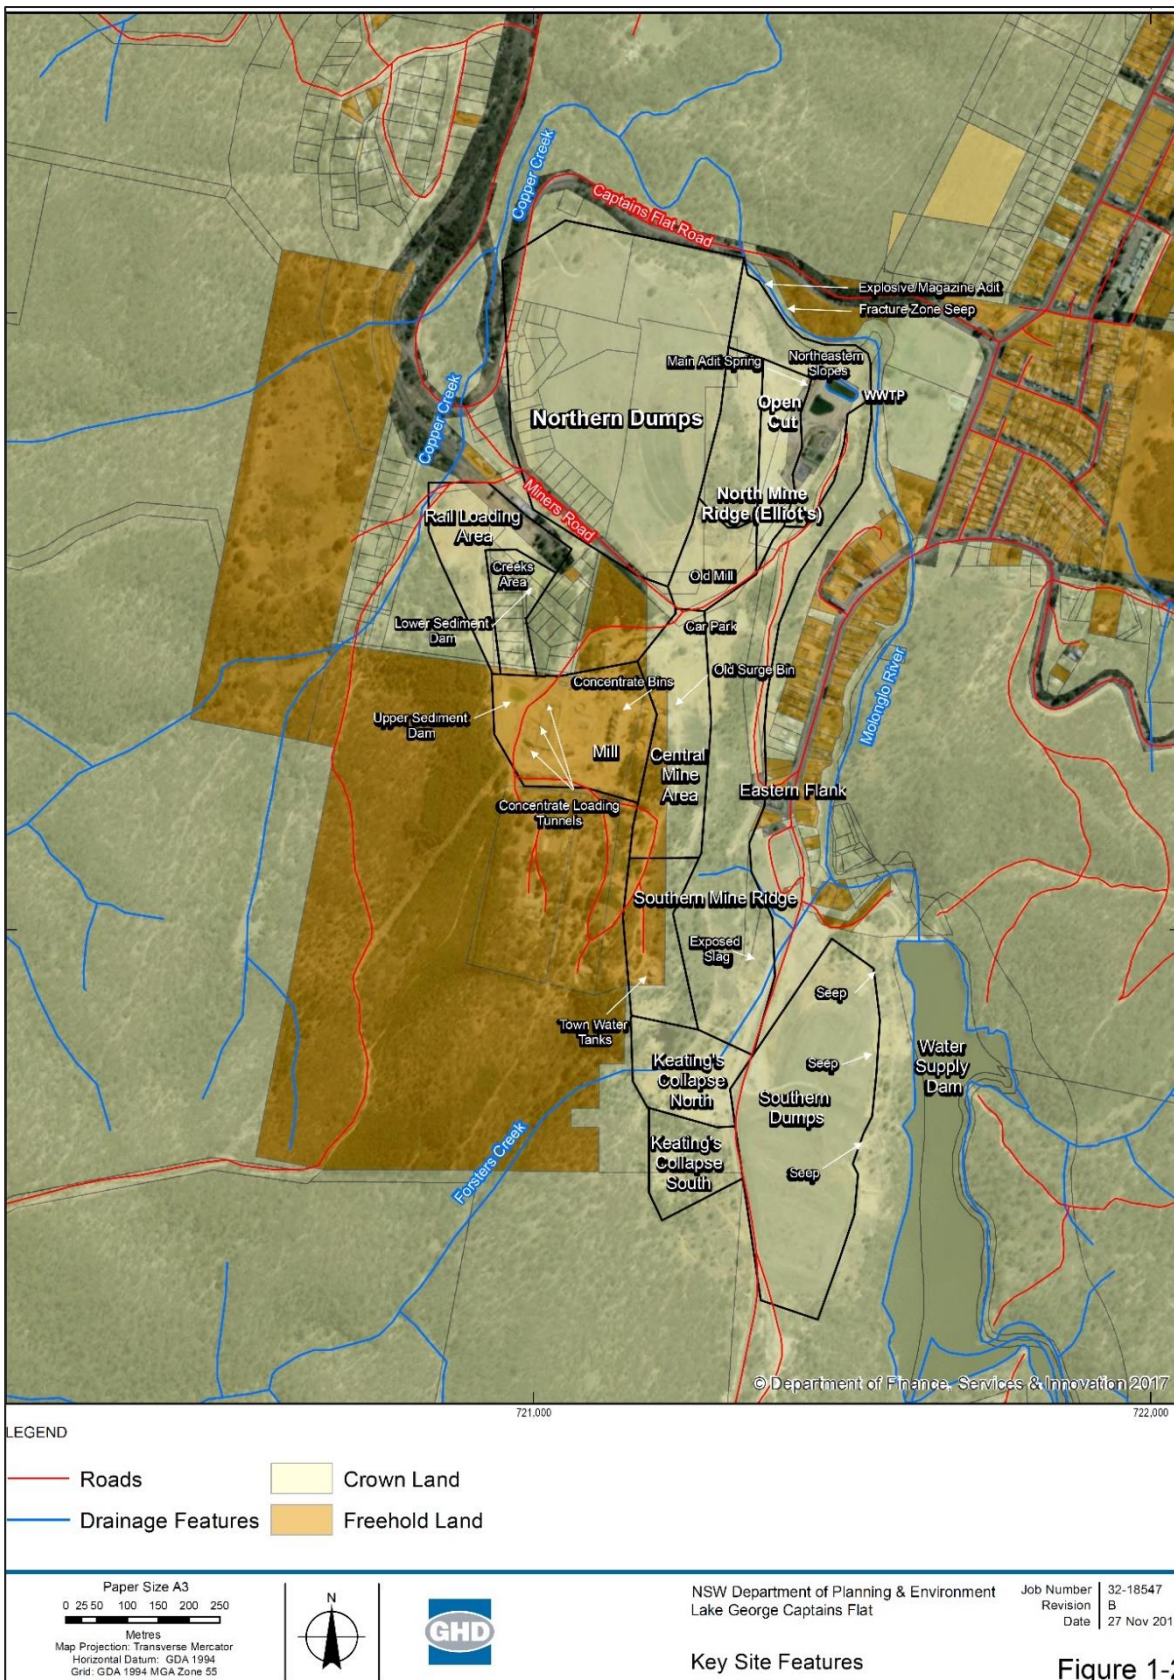 Copper Creek
Captains Flat Road
Explosive/Magazine Adit
Fracture Zone Seep
Main Adit Spring
Northeastern
Slopes
WWTP
Open
Cut
Northern Dumps
Copper Creek
Miners Road
North Mine
Ridge (Elliot's)
Rail Loading
Area
Creeks
Area
Old Mill
Lower Sediment
Dam
Car Park
Old Surge Bin
Concentrate Bins
Molonglo River
Upper Sediment
Dam
Mill
Central
Mine
Area
Eastern Flank
Concentrate Loading
Tunnels
Southern Mine Ridge
Exposed
Slag
Seep
Town Water
Tanks
Seep
Water
Supply
Dam
Keating's
Collapse
North
Southern
Dumps
Forsters Creek
Keating's
Collapse
South
Seep
© Department of Finance, Services & Innovation 2017
721,000
722,000
LEGEND
Roads
Crown Land
Drainage Features
Freehold Land
Paper Size A3
0 25 50 100 150 200 250
Metres
Map Projection: Transverse Mercator
Horizontal Datum: GDA 1994
Grid: GDA 1994 MGA Zone 55
N
GHD
NSW Department of Planning & Environment
Lake George Captains Flat
Key Site Features
Job Number 32-18547
Revision B
Date 27 Nov 201
Figure 1-2